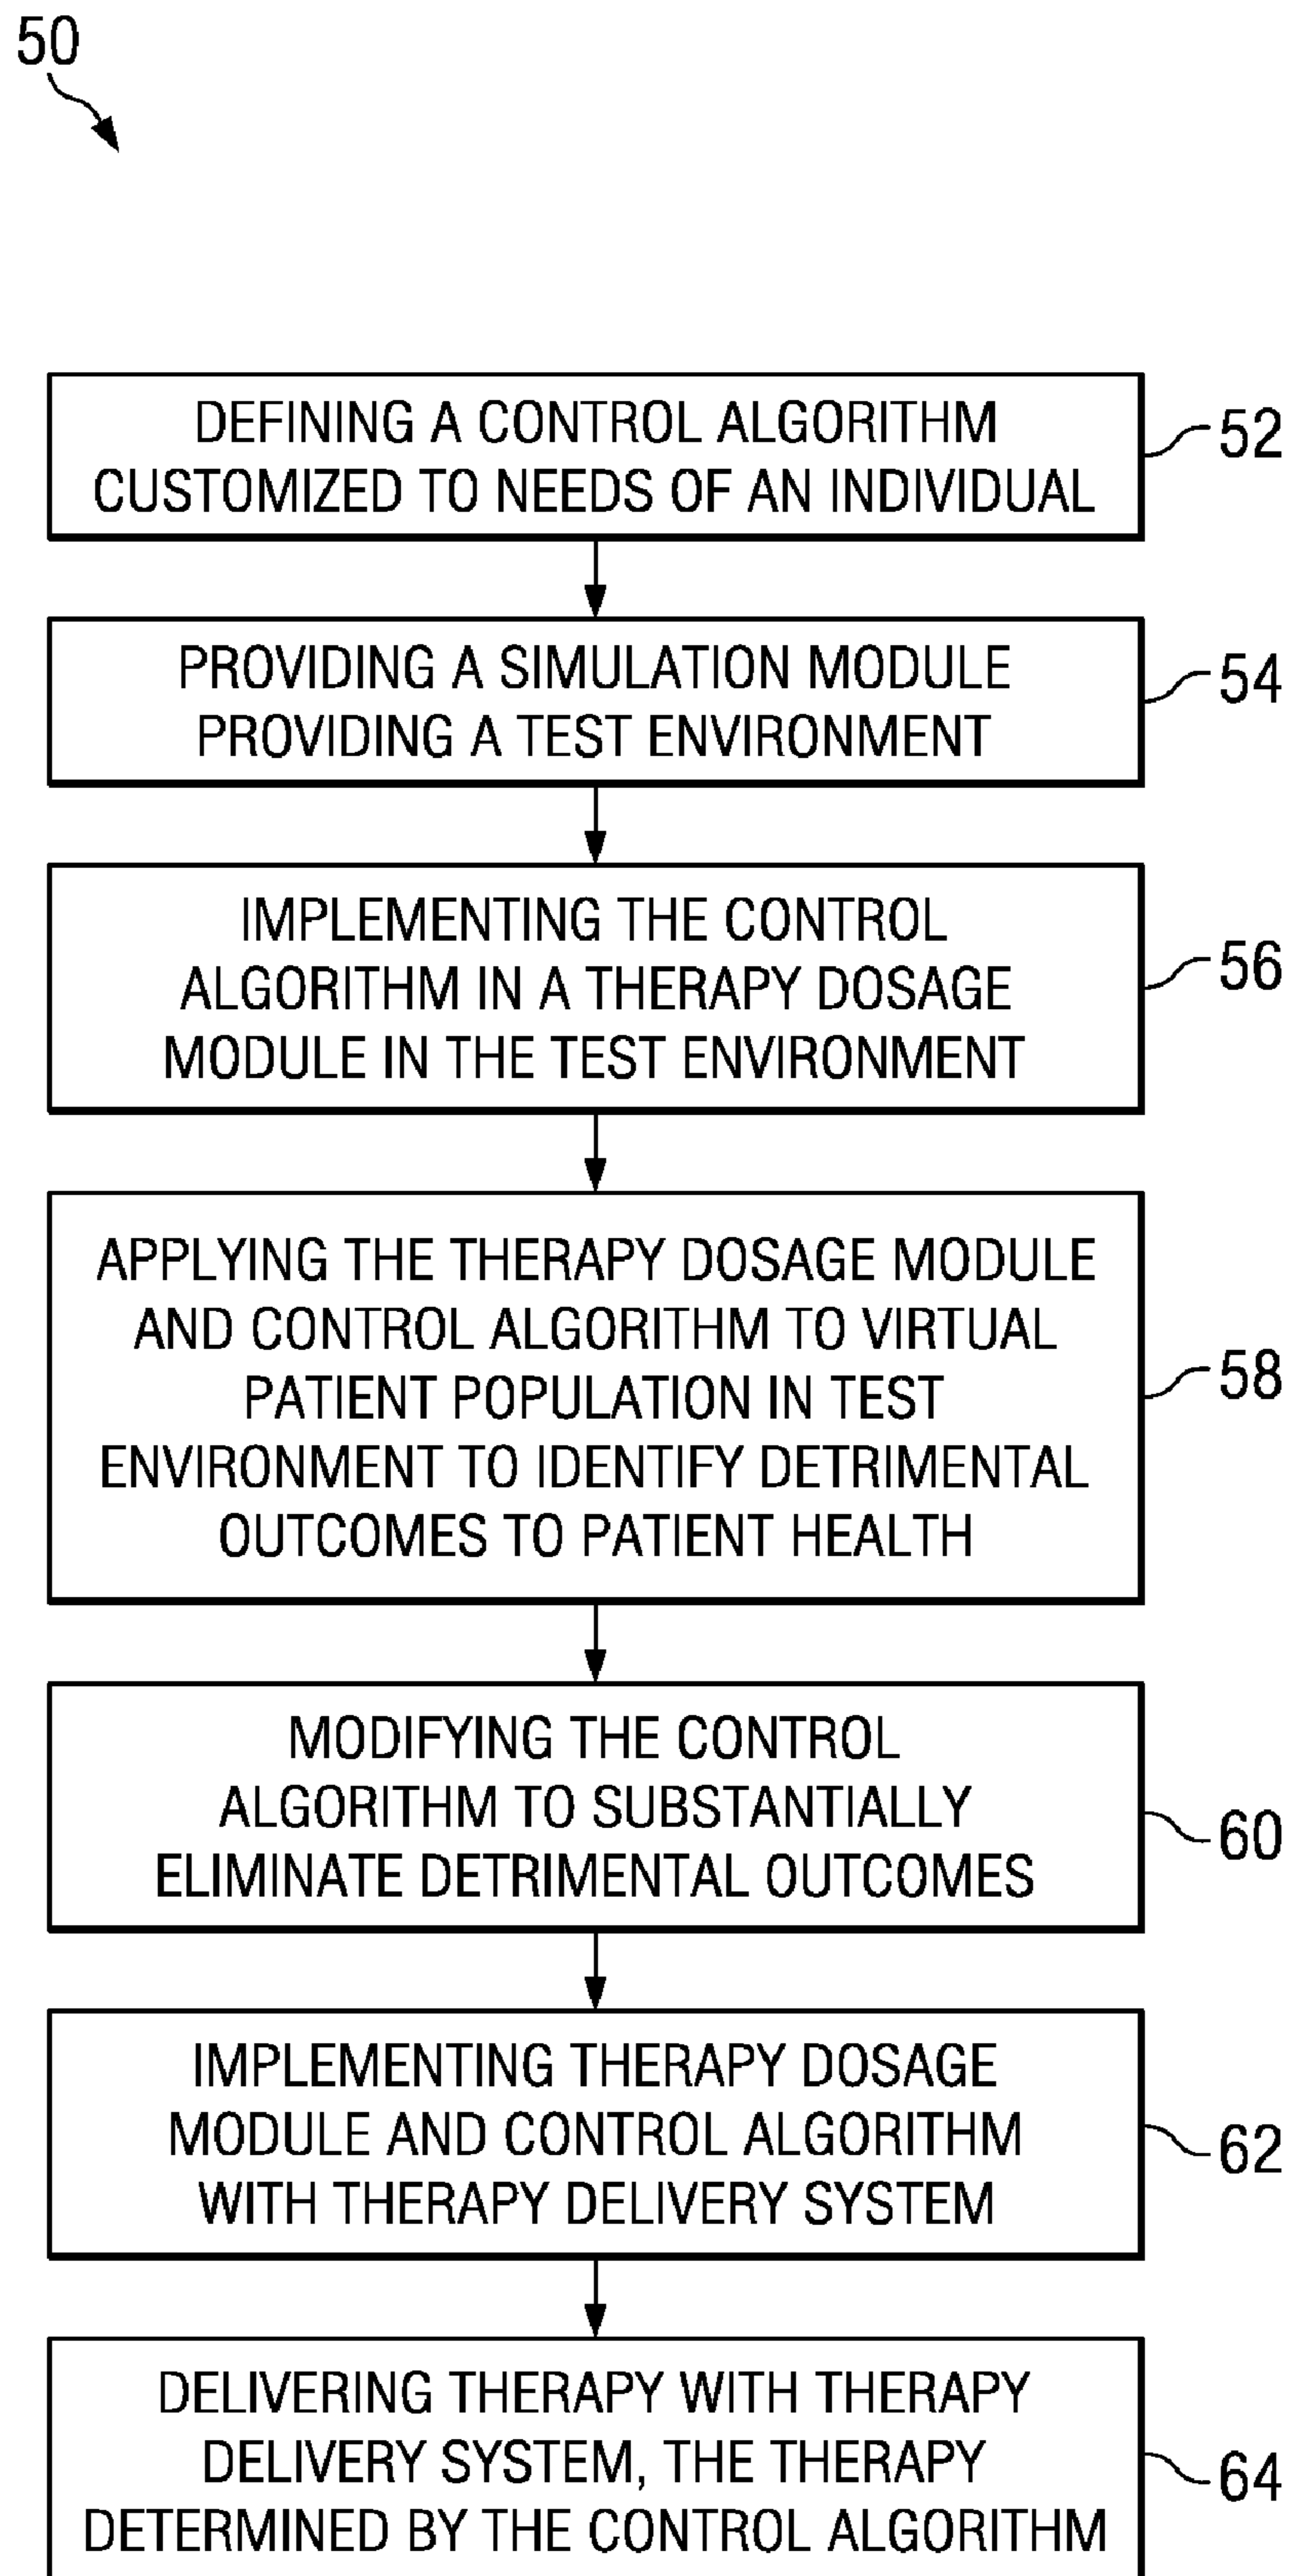 50
DEFINING A CONTROL ALGORITHM
CUSTOMIZED TO NEEDS OF AN INDIVIDUAL
52
PROVIDING A SIMULATION MODULE
PROVIDING A TEST ENVIRONMENT
54
IMPLEMENTING THE CONTROL
ALGORITHM IN A THERAPY DOSAGE
MODULE IN THE TEST ENVIRONMENT
56
APPLYING THE THERAPY DOSAGE MODULE
AND CONTROL ALGORITHM TO VIRTUAL
PATIENT POPULATION IN TEST
ENVIRONMENT TO IDENTIFY DETRIMENTAL
OUTCOMES TO PATIENT HEALTH
58
MODIFYING THE CONTROL
ALGORITHM TO SUBSTANTIALLY
ELIMINATE DETRIMENTAL OUTCOMES
60
IMPLEMENTING THERAPY DOSAGE
MODULE AND CONTROL ALGORITHM
WITH THERAPY DELIVERY SYSTEM
62
DELIVERING THERAPY WITH THERAPY
DELIVERY SYSTEM, THE THERAPY
DETERMINED BY THE CONTROL ALGORITHM
64